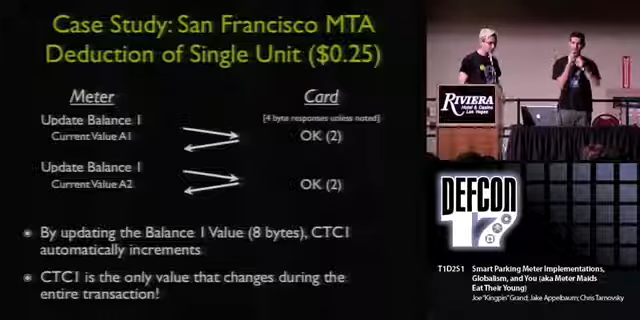 Case Study: San Francisco MTA
Deduction of Single Unit ($0.25)
Meter
Card
Update Balance 1
[4 byte responses unless noted]
Current Value A1
OK (2)
Update Balance 1
Current Value A2
OK (2)
By updating the Balance 1 Value (8 bytes), CTC1
automatically increments
CTC1 is the only value that changes during the
entire transaction!
RIVIERA
Hotel & Casino
Las Vegas
DEFCON
17
T1D251
Smart Parking Meter Implementations,
Globalism, and You (aka Meter Maids
Eat Their Young)
Joe "Kingpin" Grand; Jake Appelbaum; Chris Tarnovsky